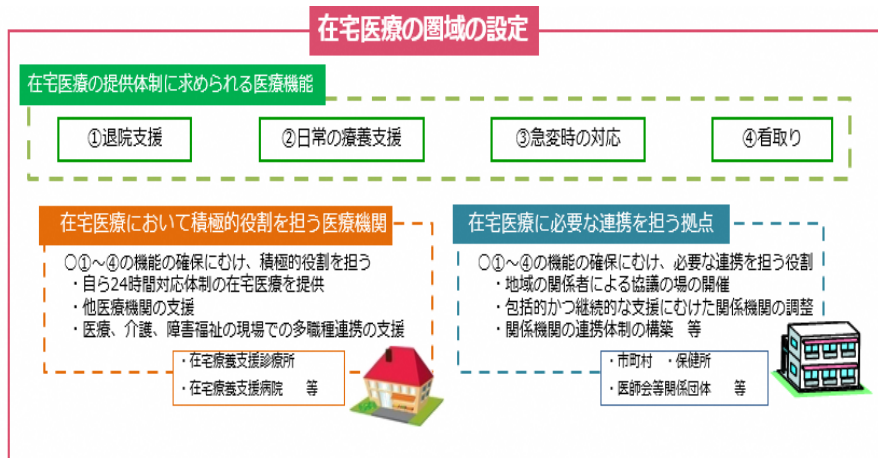 在宅医療の圏域の設定
在宅医療の提供体制に求められる医療機能
①退院支援
②日常の療養支援
③急変時の対応
④看取り
在宅医療において積極的役割を担う医療機関
○①～④の機能の確保にむけ、積極的役割を担う
・自ら24時間対応体制の在宅医療を提供
・他医療機関の支援
・医療、介護、障害福祉の現場での多職種連携の支援
・在宅療養支援診療所
・在宅療養支援病院　等
在宅医療に必要な連携を担う拠点
○①～④の機能の確保にむけ、必要な連携を担う役割
・地域の関係者による協議の場の開催
・包括的かつ継続的な支援にむけた関係機関の調整
・関係機関の連携体制の構築　等
・市町村　・保健所
・医師会等関係団体　等